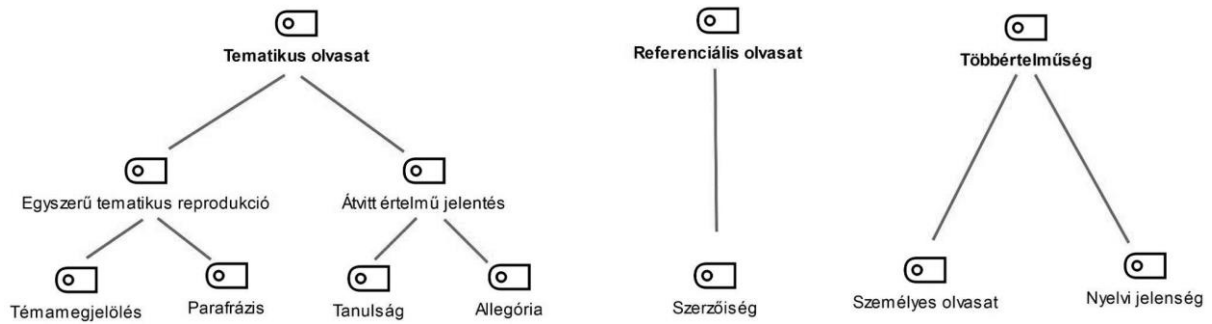 Tematikus olvasat
Referenciális olvasat
Többértelműség
Egyszerű tematikus reprodukció
Átvitt értelmű jelentés
Témamegjelölés
Parafrázis
Tanulság
Allegória
Szerzőiség
Személyes olvasat
Nyelvi jelenség